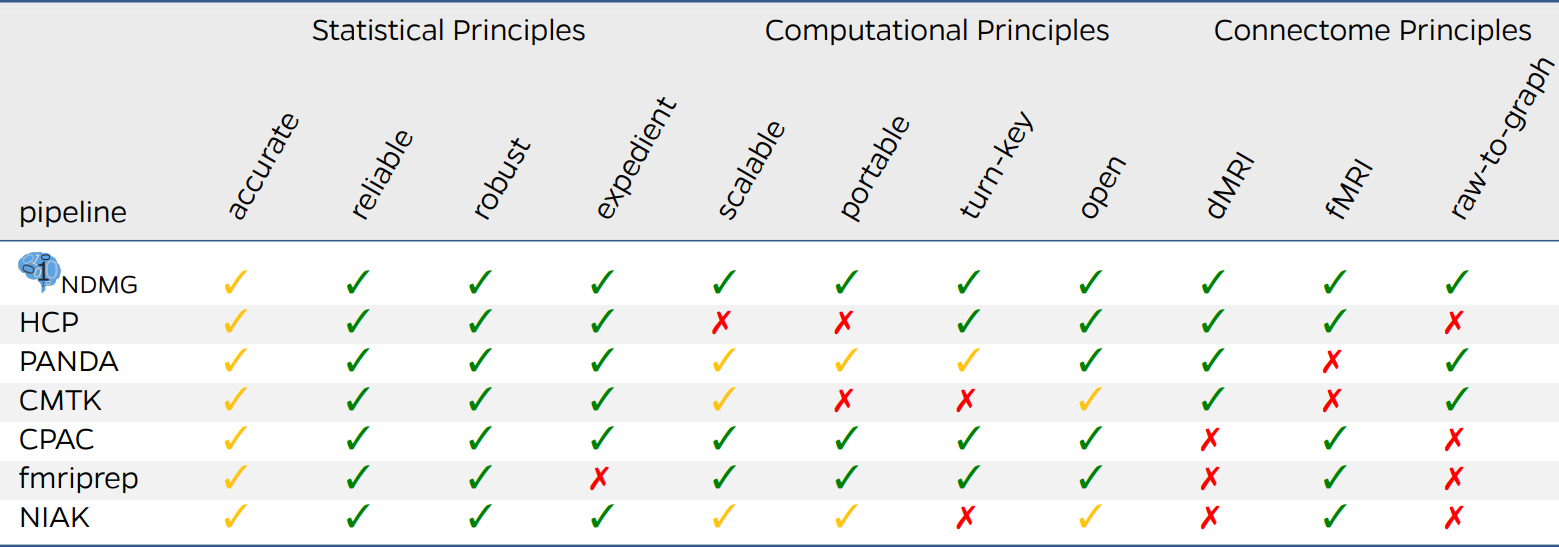 Statistical Principles Computational Principles Connectome Principles
pipeline accurate reliable robust expedient scalable portable turn-key open dMRI fMRI raw-to-graph
NDMG ✓ ✓ ✓ ✓ ✓ ✓ ✓ ✓ ✓ ✓ ✓
HCP ✓ ✓ ✓ ✓ ✗ ✗ ✓ ✓ ✓ ✓ ✗
PANDA ✓ ✓ ✓ ✓ ✓ ✓ ✓ ✓ ✓ ✗ ✓
CMTK ✓ ✓ ✓ ✓ ✓ ✗ ✗ ✓ ✓ ✗ ✓
CPAC ✓ ✓ ✓ ✓ ✓ ✓ ✓ ✓ ✗ ✓ ✗
fmriprep ✓ ✓ ✓ ✗ ✓ ✓ ✓ ✓ ✗ ✓ ✗
NIAK ✓ ✓ ✓ ✓ ✓ ✓ ✗ ✓ ✗ ✓ ✗